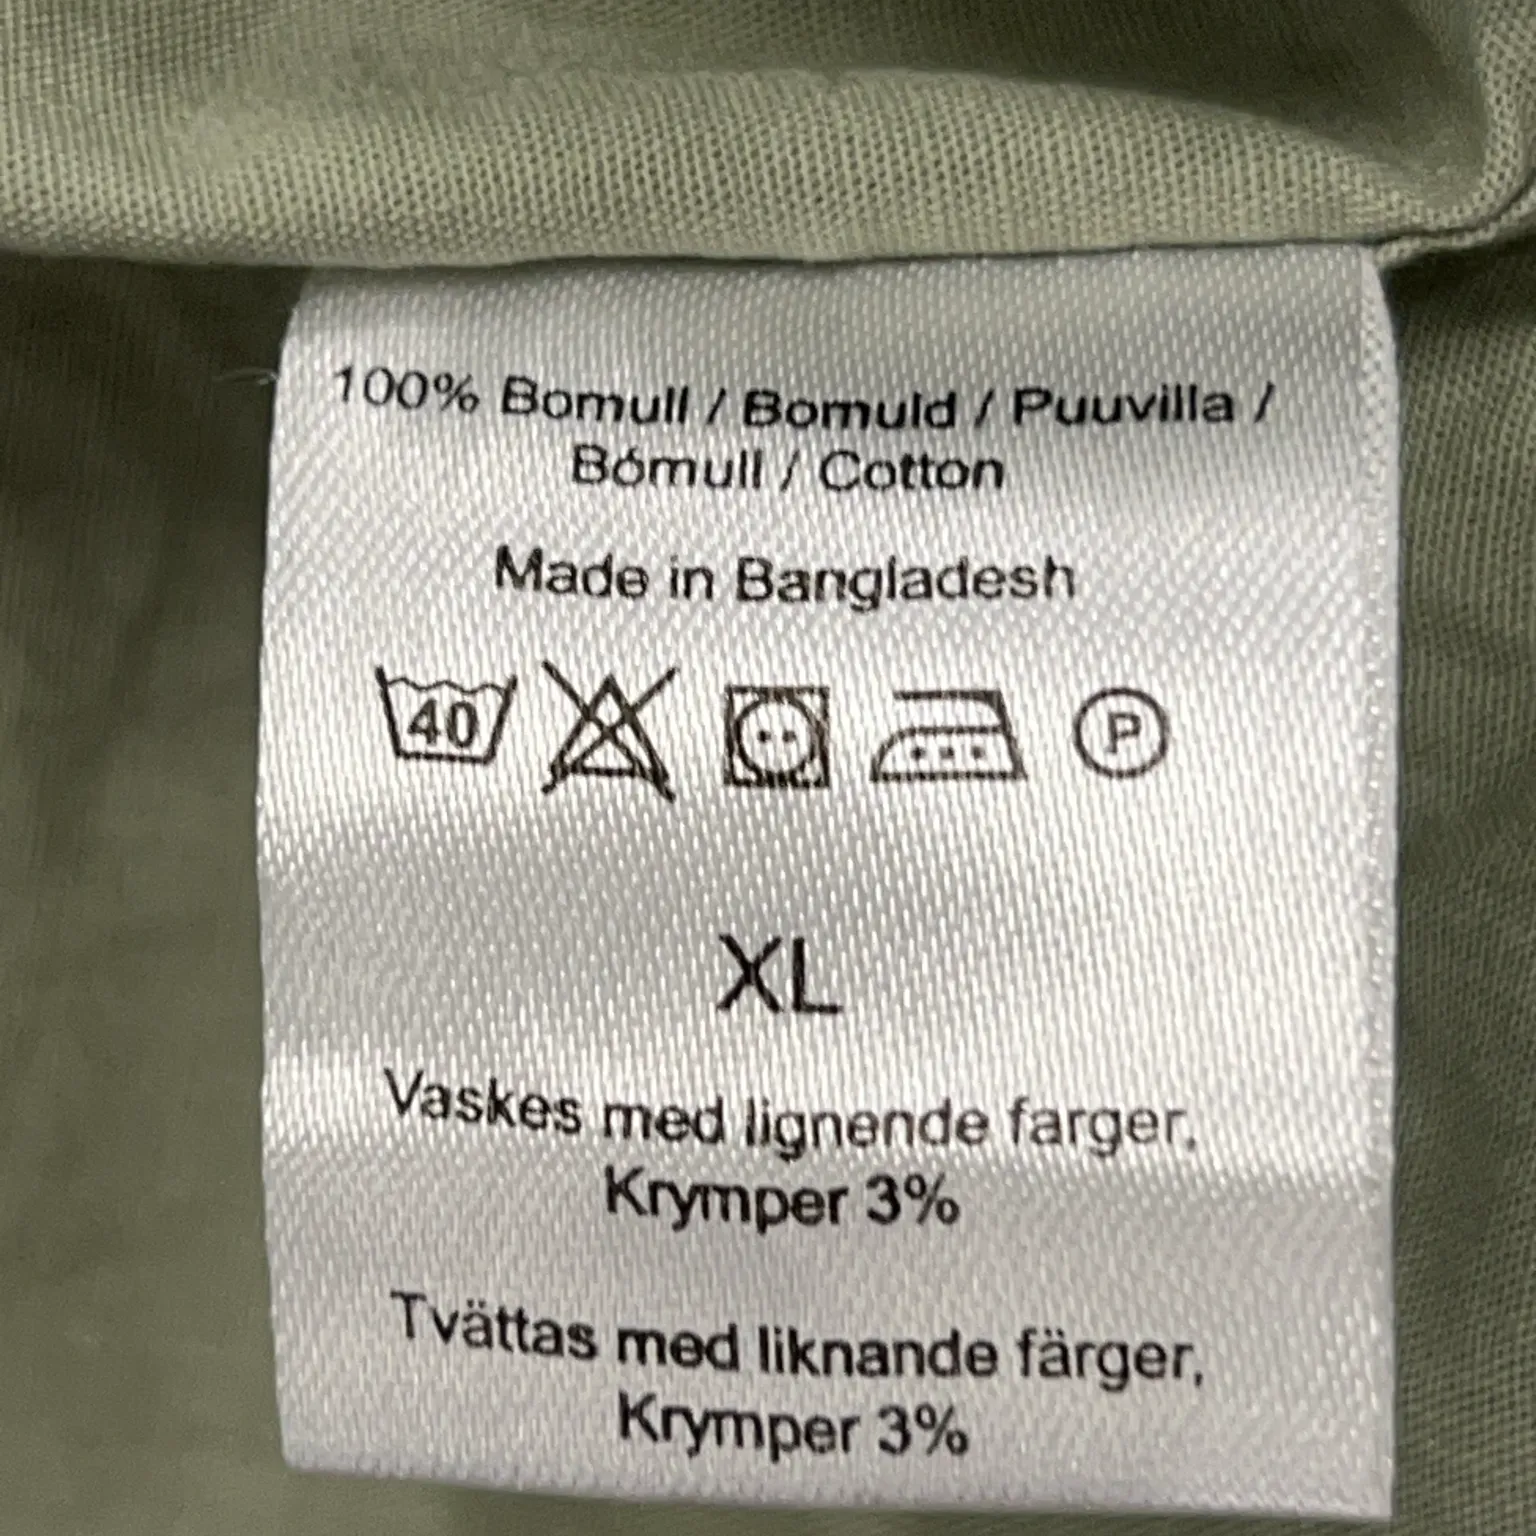 100% Bomull / Bomuld / Puuvilla /
Bómull / Cotton
Made in Bangladesh
40 P
XL
Vaskes med lignende farger.
Krymper 3%
Tvättas med liknande färger,
Krymper 3%